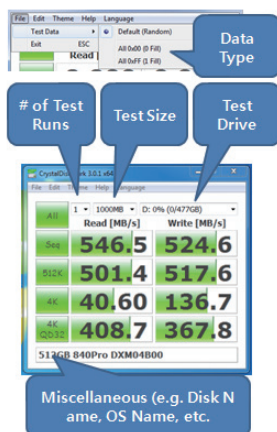 File Edit Theme Help Language
Test Data
Default (Random)
Exit ESC
All 0x00 (0 Fill)
All 0xFF (1 Fill)
Read [
Data
Type
# of Test
Runs
Test Size
Test
Drive
CrystalDiskMark 3.0.1 x64
File Edit Theme Help Language
All
1
1000MB
D: 0% (0/477GB)
Read [MB/s]
Write [MB/s]
Seq
546.5
524.6
512K
501.4
517.6
4K
40.60
136.7
4K
QD32
408.7
367.8
512GB 840Pro DXM04B00
Miscellaneous (e.g. Disk N
ame, OS Name, etc.